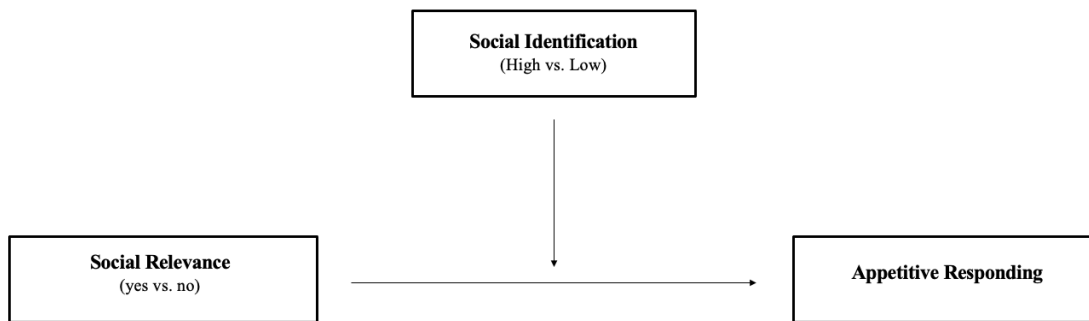 Social Identification
(High vs. Low)
Social Relevance
(yes vs. no)
Appetitive Responding